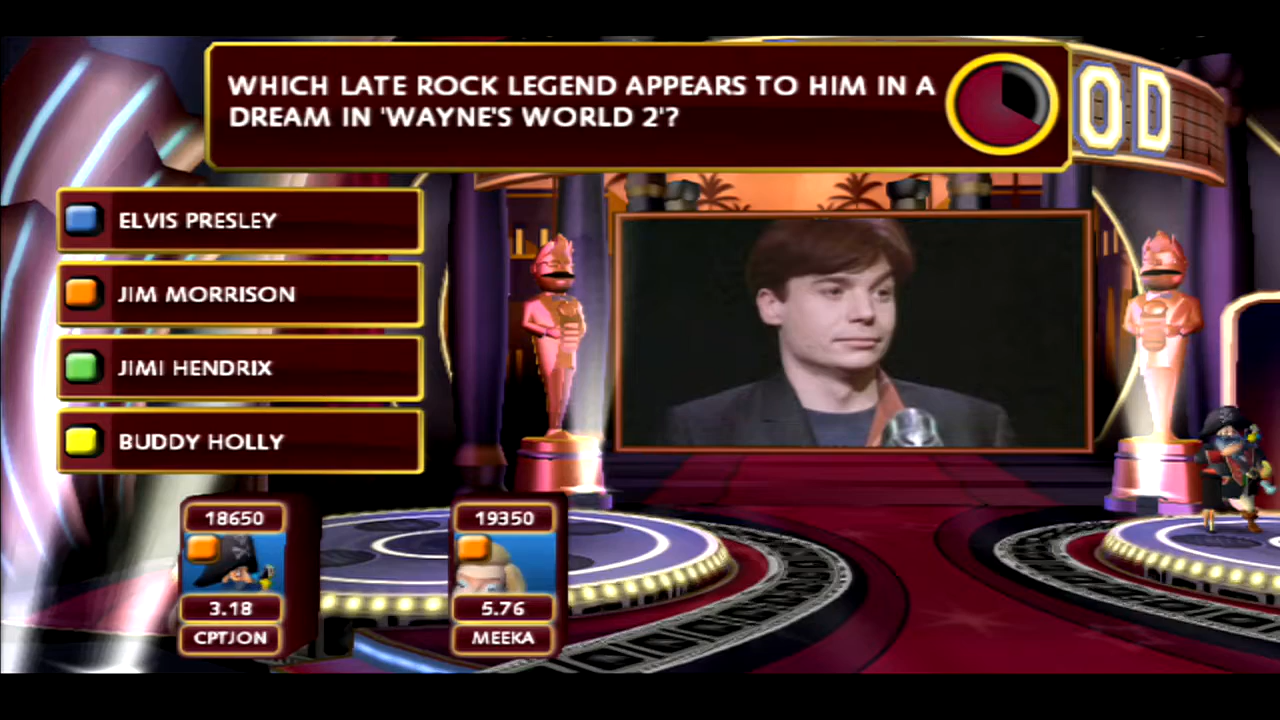 WHICH LATE ROCK LEGEND APPEARS TO HIM IN A
DREAM IN 'WAYNE'S WORLD 2'?
OD
ELVIS PRESLEY
JIM MORRISON
JIMI HENDRIX
BUDDY HOLLY
18650
3.18
CPTJON
19350
5.76
MEEKA